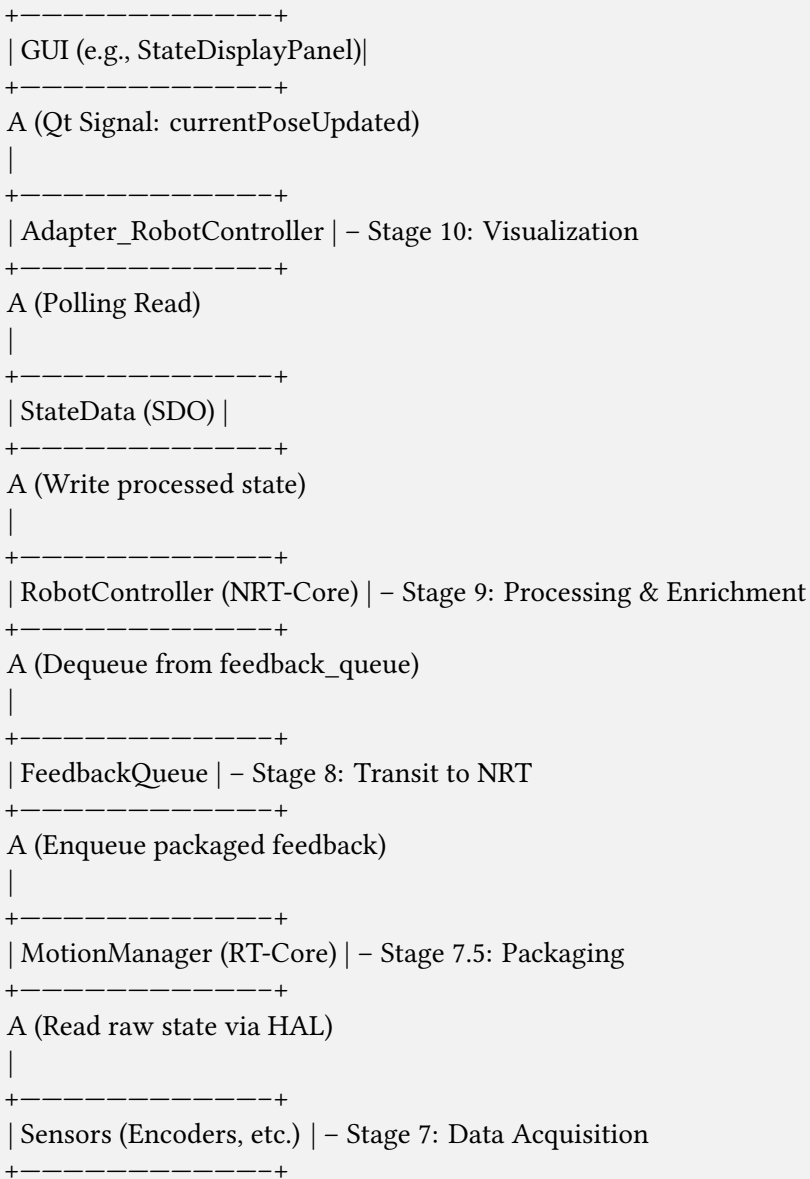 +————————————–+
| GUI (e.g., StateDisplayPanel)|
+————————————–+
A (Qt Signal: currentPoseUpdated)
|
+————————————–+
| Adapter_RobotController | – Stage 10: Visualization
+————————————–+
A (Polling Read)
|
+————————————–+
| StateData (SDO) |
+————————————–+
A (Write processed state)
|
+————————————–+
| RobotController (NRT-Core) | – Stage 9: Processing & Enrichment
+————————————–+
A (Dequeue from feedback_queue)
|
+————————————–+
| FeedbackQueue | – Stage 8: Transit to NRT
+————————————–+
A (Enqueue packaged feedback)
|
+————————————–+
| MotionManager (RT-Core) | – Stage 7.5: Packaging
+————————————–+
A (Read raw state via HAL)
|
+————————————–+
| Sensors (Encoders, etc.) | – Stage 7: Data Acquisition
+————————————–+